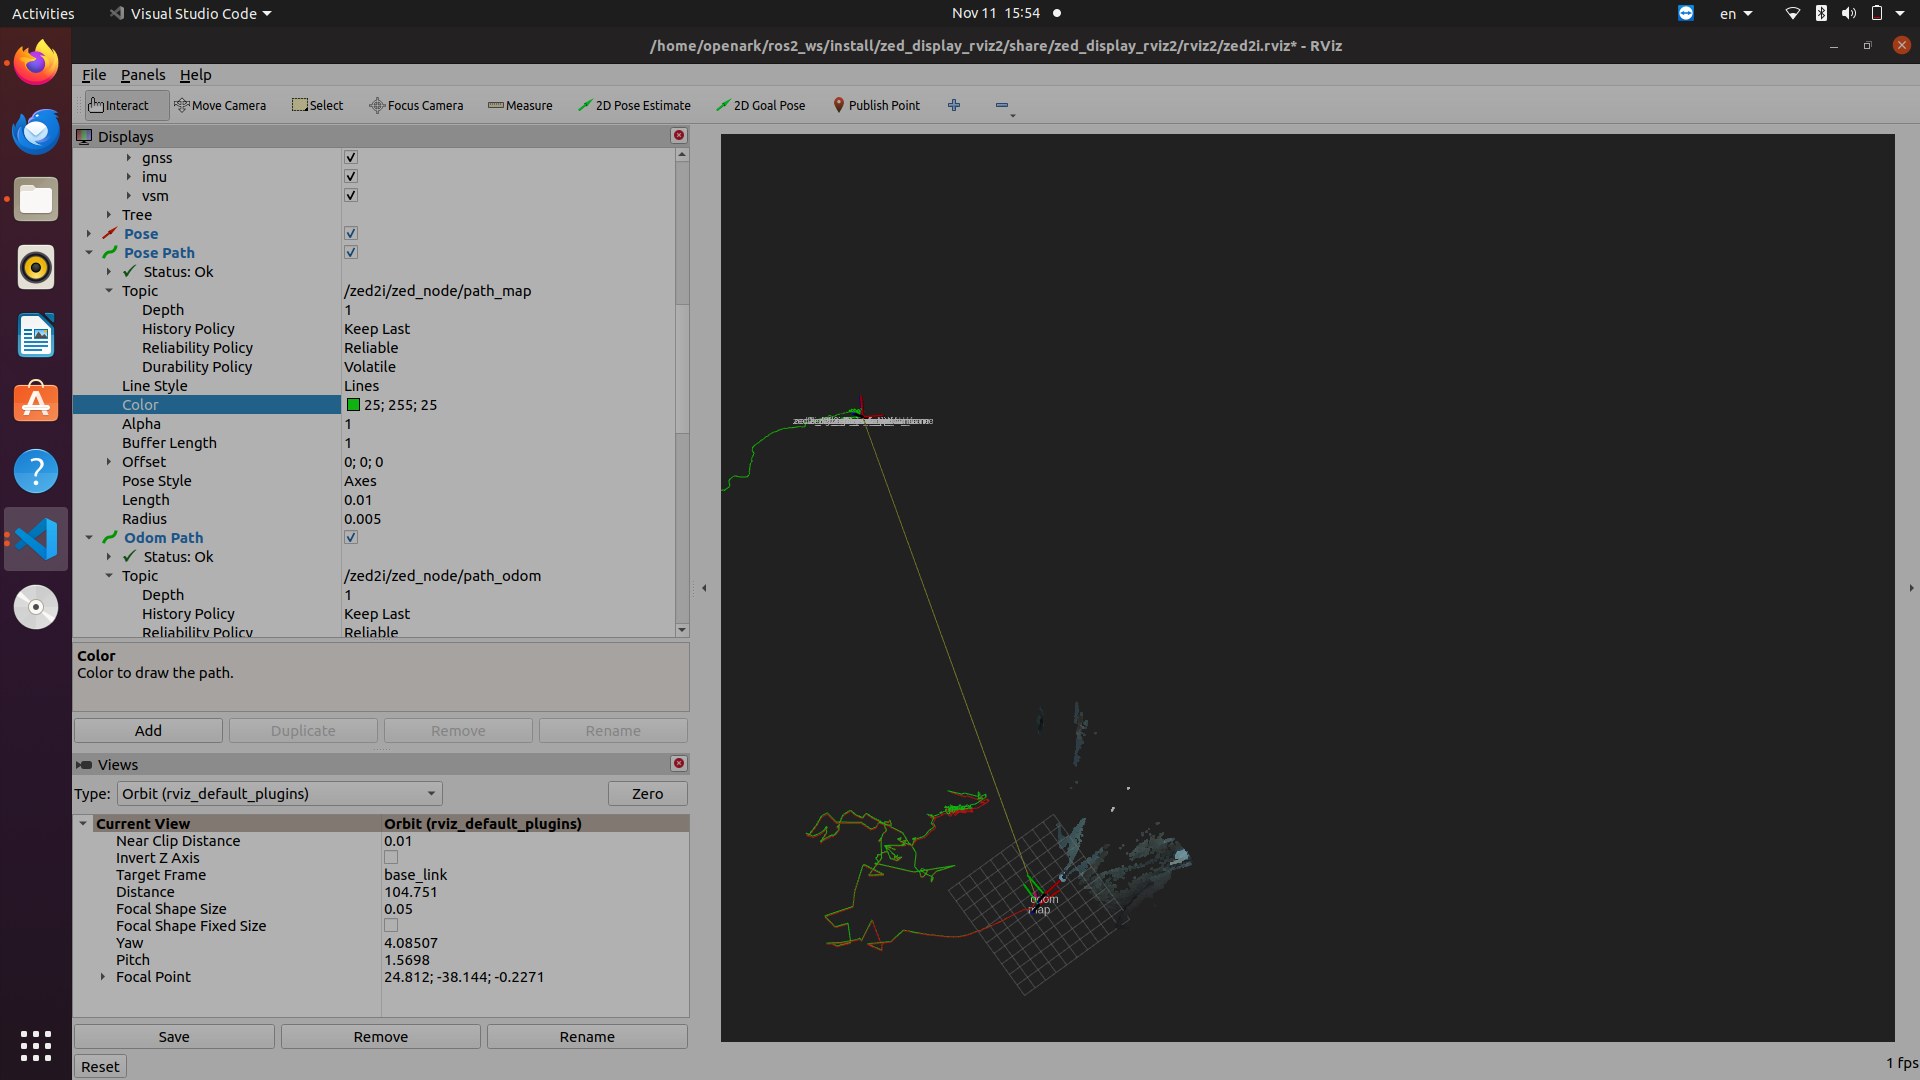 Activities Visual Studio Code Nov 11 15:54 en
/home/openark/ros2_ws/install/zed_display_rviz2/share/zed_display_rviz2/rviz2/zed2i.rviz* - RViz
File Panels Help
Interact Move Camera Select Focus Camera Measure 2D Pose Estimate 2D Goal Pose Publish Point
Displays
gnss
imu
vsm
Tree
Pose
Pose Path
Status: Ok
Topic /zed2i/zed_node/path_map
Depth 1
History Policy Keep Last
Reliability Policy Reliable
Durability Policy Volatile
Line Style Lines
Color 25; 255; 25
Alpha 1
Buffer Length 1
Offset 0; 0; 0
Pose Style Axes
Length 0.01
Radius 0.005
Odom Path
Status: Ok
Topic /zed2i/zed_node/path_odom
Depth 1
History Policy Keep Last
Reliability Policy Reliable
Color
Color to draw the path.
Add Duplicate Remove Rename
Views
Type: Orbit (rviz_default_plugins) Zero
Current View Orbit (rviz_default_plugins)
Near Clip Distance 0.01
Invert Z Axis
Target Frame base_link
Distance 104.751
Focal Shape Size 0.05
Focal Shape Fixed Size
Yaw 4.08507
Pitch 1.5698
Focal Point 24.812; -38.144; -0.2271
Save Remove Rename
Reset
odom
map
1 fps